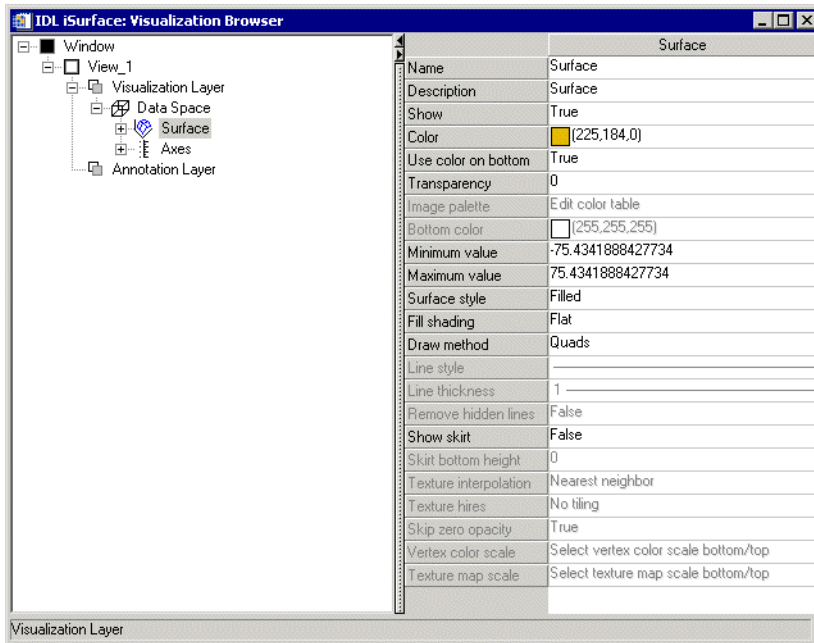 IDL iSurface: Visualization Browser
Window
View_1
Visualization Layer
Data Space
Surface
Axes
Annotation Layer
Surface
Name Surface
Description Surface
Show True
Color (225,184,0)
Use color on bottom True
Transparency 0
Image palette Edit color table
Bottom color (255,255,255)
Minimum value -75.4341888427734
Maximum value 75.4341888427734
Surface style Filled
Fill shading Flat
Draw method Quads
Line style
Line thickness 1
Remove hidden lines False
Show skirt False
Skirt bottom height 0
Texture interpolation Nearest neighbor
Texture hires No tiling
Skip zero opacity True
Vertex color scale Select vertex color scale bottom/top
Texture map scale Select texture map scale bottom/top
Visualization Layer